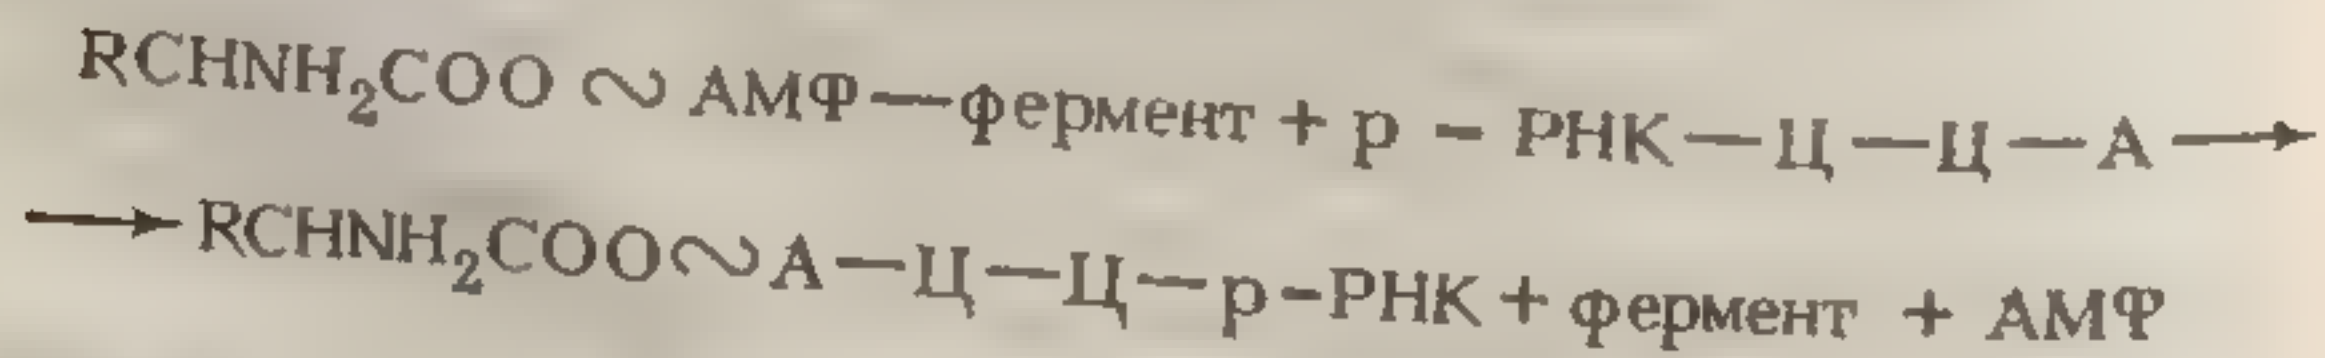 RCHNH₂COO ~ АМФ—фермент + р - РНК—Ц—Ц—А →
→ RCHNH₂COO~А—Ц—Ц—р-РНК + фермент + АМФ